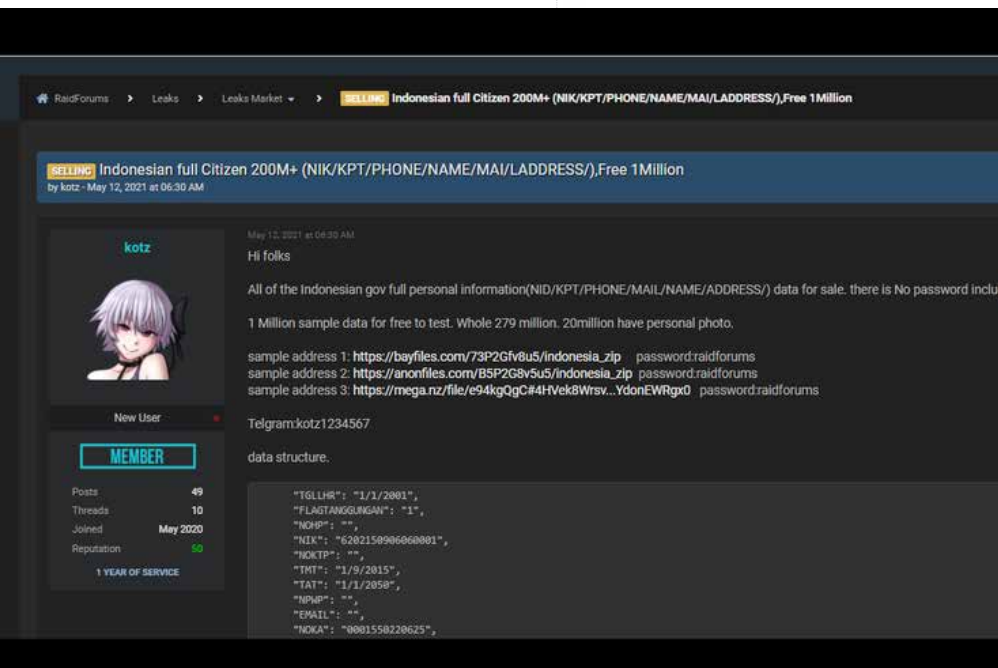 RaidForums > Leaks > Leaks Market > SELLING Indonesian full Citizen 200M+ (NIK/KPT/PHONE/NAME/MAI/LADDRESS/),Free 1Million
SELLING Indonesian full Citizen 200M+ (NIK/KPT/PHONE/NAME/MAI/LADDRESS/),Free 1Million
by kotz - May 12, 2021 at 06:30 AM
kotz
New User
MEMBER
Posts 49
Threads 10
Joined May 2020
Reputation 50
1 YEAR OF SERVICE
May 12, 2021 at 06:30 AM
Hi folks
All of the Indonesian gov full personal information(NID/KPT/PHONE/MAIL/NAME/ADDRESS/) data for sale. there is No password inclu
1 Million sample data for free to test. Whole 279 million. 20million have personal photo.
sample address 1: https://bayfiles.com/73P2Gfv8u5/indonesia_zip password:raidforums
sample address 2: https://anonfiles.com/B5P2G8v5u5/indonesia_zip password:raidforums
sample address 3: https://mega.nz/file/e94kgQgC#4HVek8Wrsv...YdonEWRgx0 password:raidforums
Telgram:kotz1234567
data structure.
"TGLLHR": "1/1/2001",
"FLAGTANGGUNGAN": "1",
"NOHP": "",
"NIK": "6202150906060001",
"NOKTP": "",
"TMT": "1/9/2015",
"TAT": "1/1/2050",
"NPWP": "",
"EMAIL": "",
"NOKA": "0001550220625",